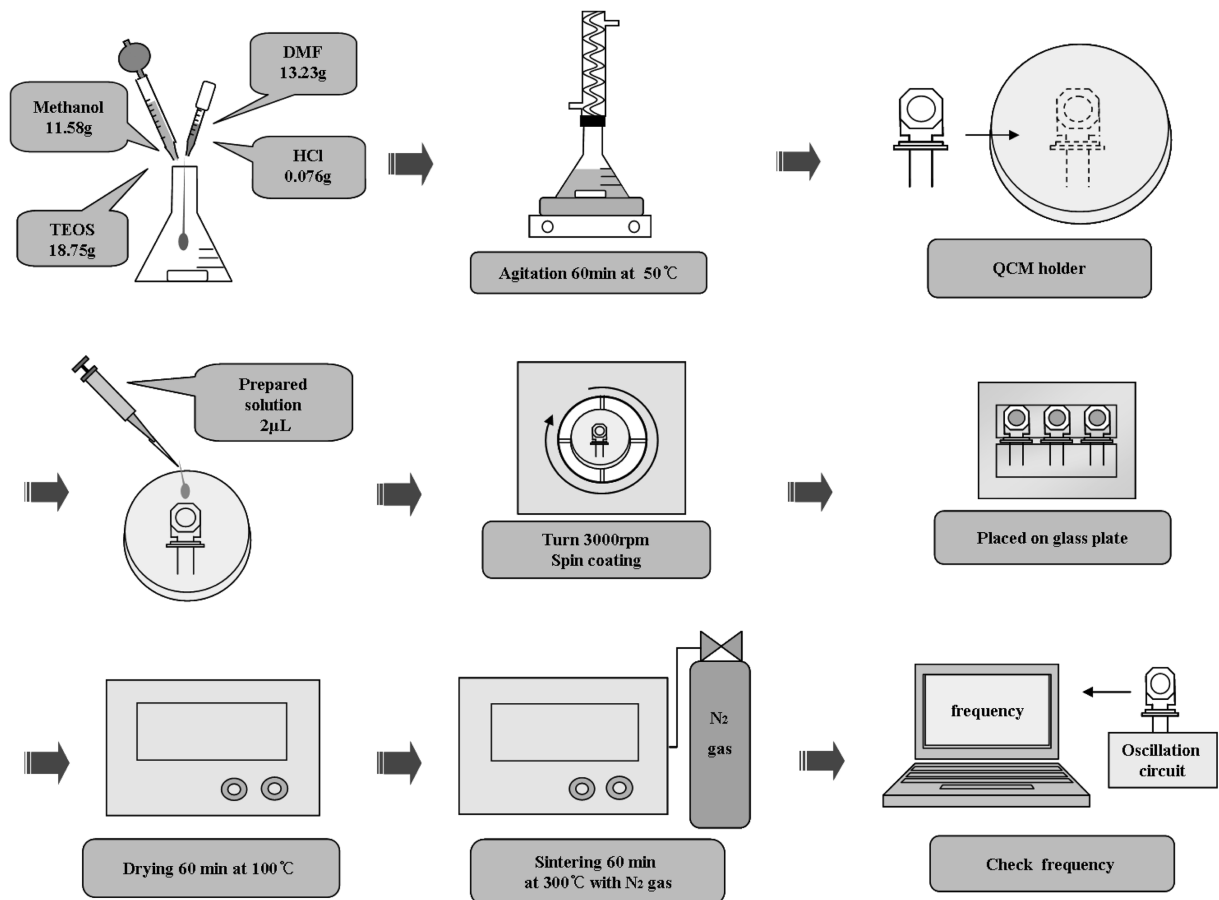 DMF
13.23g
Methanol
11.58g
HCl
0.076g
TEOS
18.75g
Agitation 60min at 50℃
QCM holder
Prepared
solution
2μL
Turn 3000rpm
Spin coating
Placed on glass plate
Drying 60 min at 100℃
N₂
gas
Sintering 60 min
at 300℃ with N₂ gas
frequency
Oscillation
circuit
Check frequency